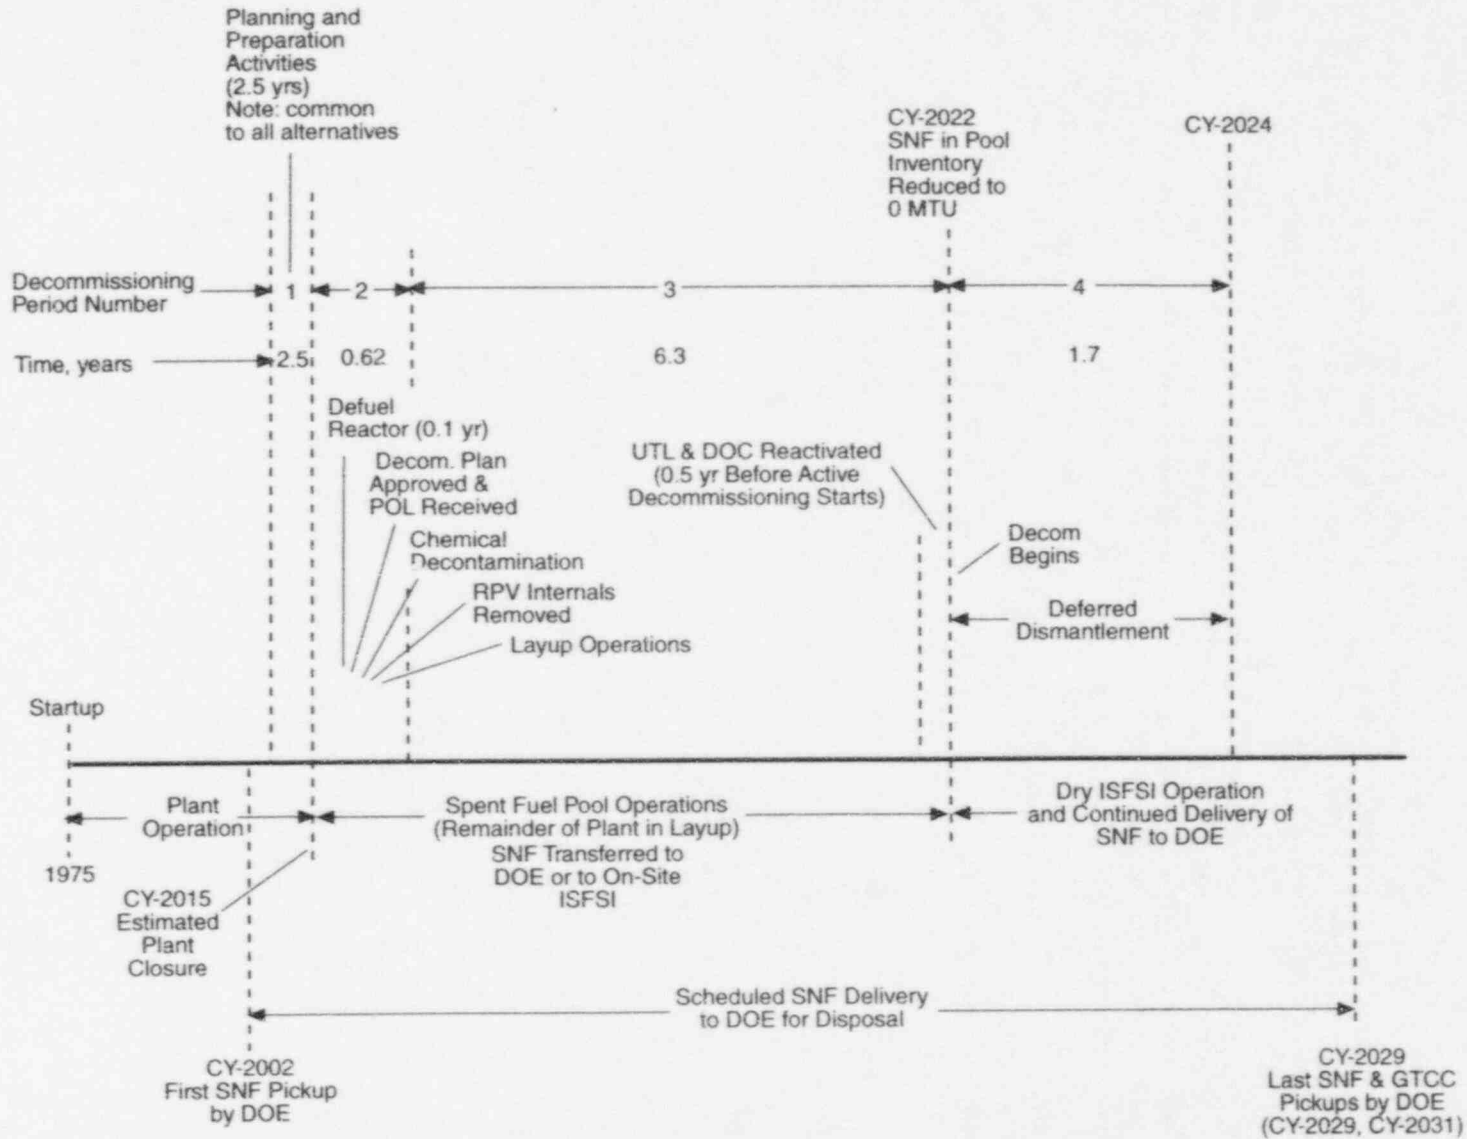 Planning and
Preparation
Activities
(2.5 yrs)
Note: common
to all alternatives
CY-2022
SNF in Pool
Inventory
Reduced to
0 MTU
CY-2024
Decommissioning
Period Number
1
2
3
4
Time, years
2.5
0.62
6.3
1.7
Defuel
Reactor (0.1 yr)
Decom. Plan
Approved &
POL Received
Chemical
Decontamination
RPV Internals
Removed
Layup Operations
UTL & DOC Reactivated
(0.5 yr Before Active
Decommissioning Starts)
Decom
Begins
Deferred
Dismantlement
Startup
Plant
Operation
1975
CY-2015
Estimated
Plant
Closure
Spent Fuel Pool Operations
(Remainder of Plant in Layup)
SNF Transferred to
DOE or to On-Site
ISFSI
Dry ISFSI Operation
and Continued Delivery of
SNF to DOE
Scheduled SNF Delivery
to DOE for Disposal
CY-2002
First SNF Pickup
by DOE
CY-2029
Last SNF & GTCC
Pickups by DOE
(CY-2029, CY-2031)